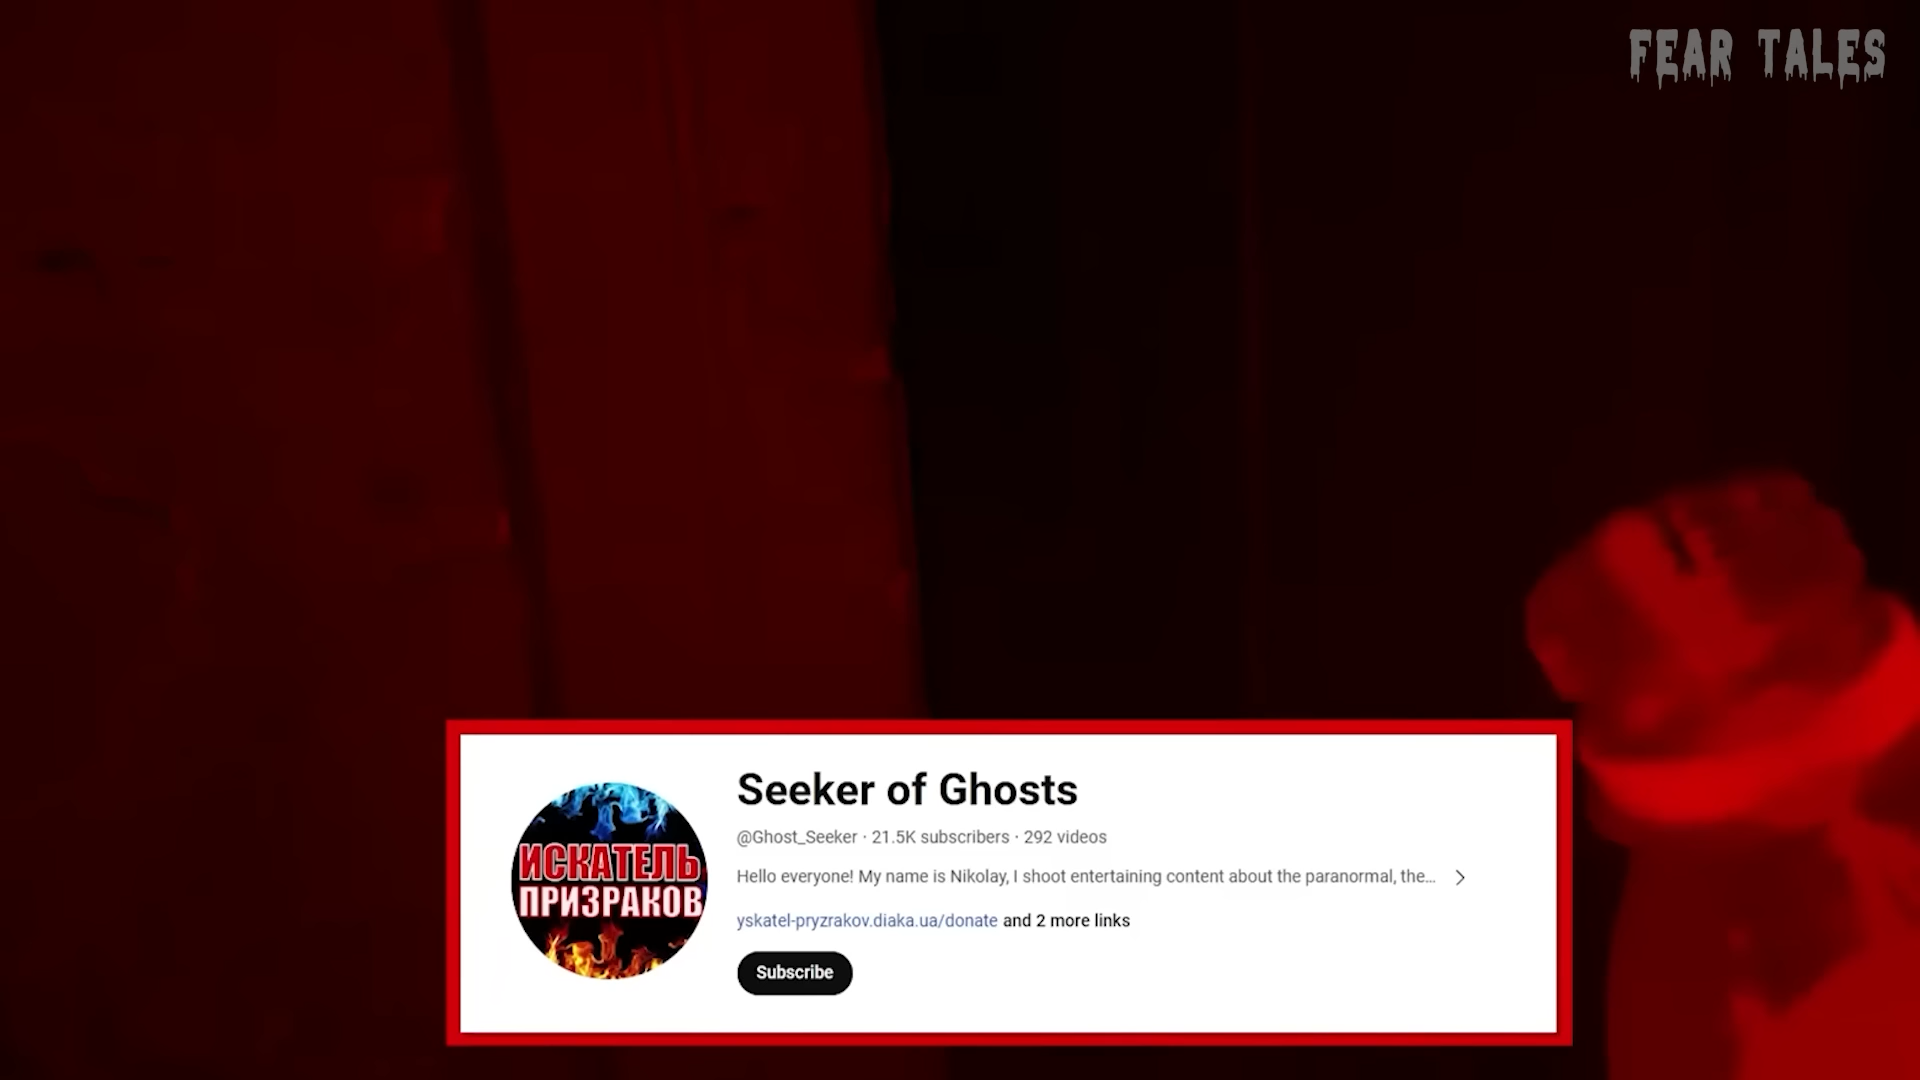 FEAR TALES
Seeker of Ghosts
@Ghost_Seeker · 21.5K subscribers · 292 videos
Hello everyone! My name is Nikolay, I shoot entertaining content about the paranormal, the...
yskatel-pryzrakov.diaka.ua/donate and 2 more links
Subscribe
ИСКАТЕЛЬ
ПРИЗРАКОВ